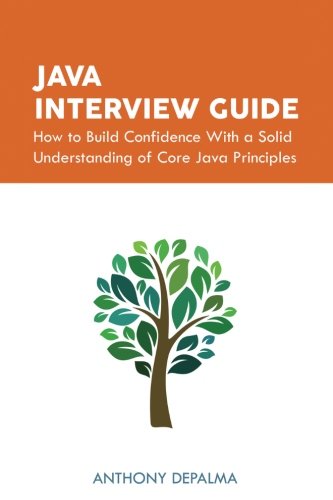 JAVA
INTERVIEW GUIDE
How to Build Confidence With a Solid
Understanding of Core Java Principles
ANTHONY DEPALMA